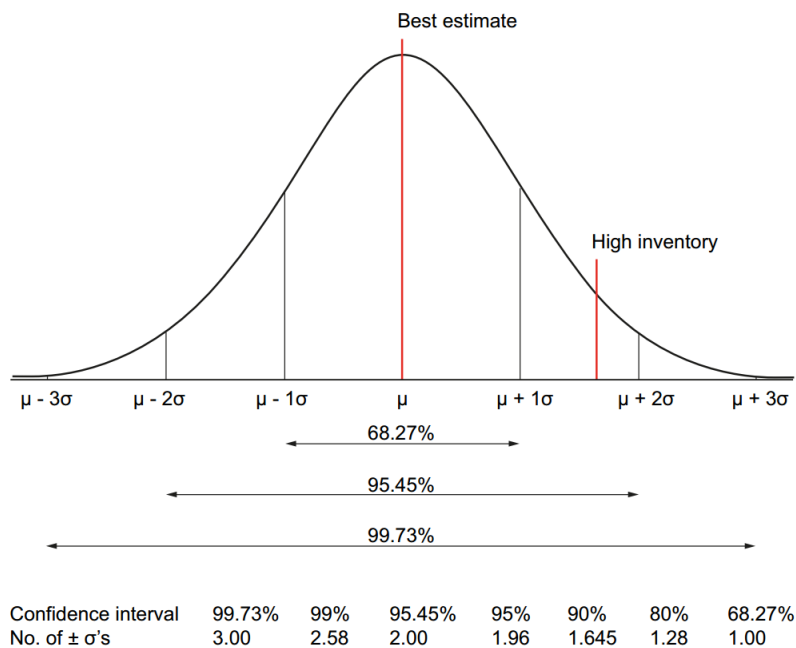 Best estimate
High inventory
μ - 3σ μ - 2σ μ - 1σ μ μ + 1σ μ + 2σ μ + 3σ
68.27%
95.45%
99.73%
Confidence interval 99.73% 99% 95.45% 95% 90% 80% 68.27%
No. of ± σ’s 3.00 2.58 2.00 1.96 1.645 1.28 1.00